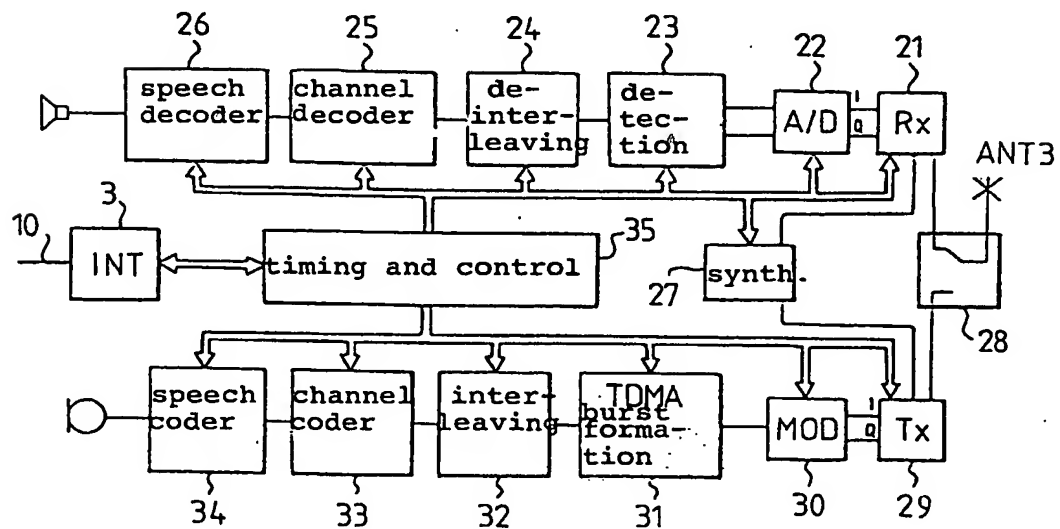 26 25 24 23 22 21
speech
decoder
channel
decoder
de-
inter-
leaving
de-
tec-
tion
A/D
I
Q
Rx
ANT3
10
3
INT
timing and control
35
27
synth.
28
speech
coder
channel
coder
inter-
leaving
TDMA
burst
forma-
tion
MOD
I
Q
Tx
34 33 32 31 30 29